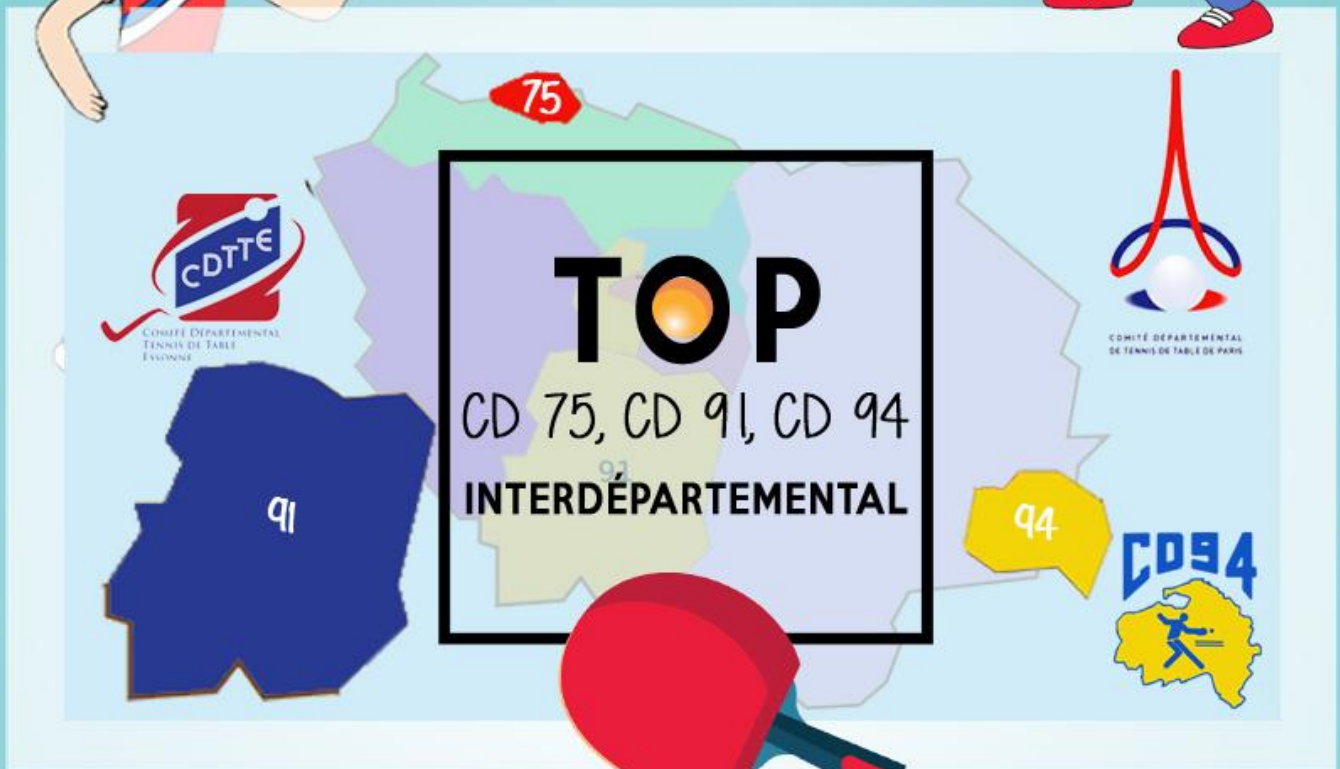 75
CDTTE
COMITÉ DÉPARTEMENTAL
TENNIS DE TABLE
ESSONNE
COMITÉ DÉPARTEMENTAL
DE TENNIS DE TABLE DE PARIS
TOP
CD 75, CD 91, CD 94
91
INTERDÉPARTEMENTAL
91
94
CD94